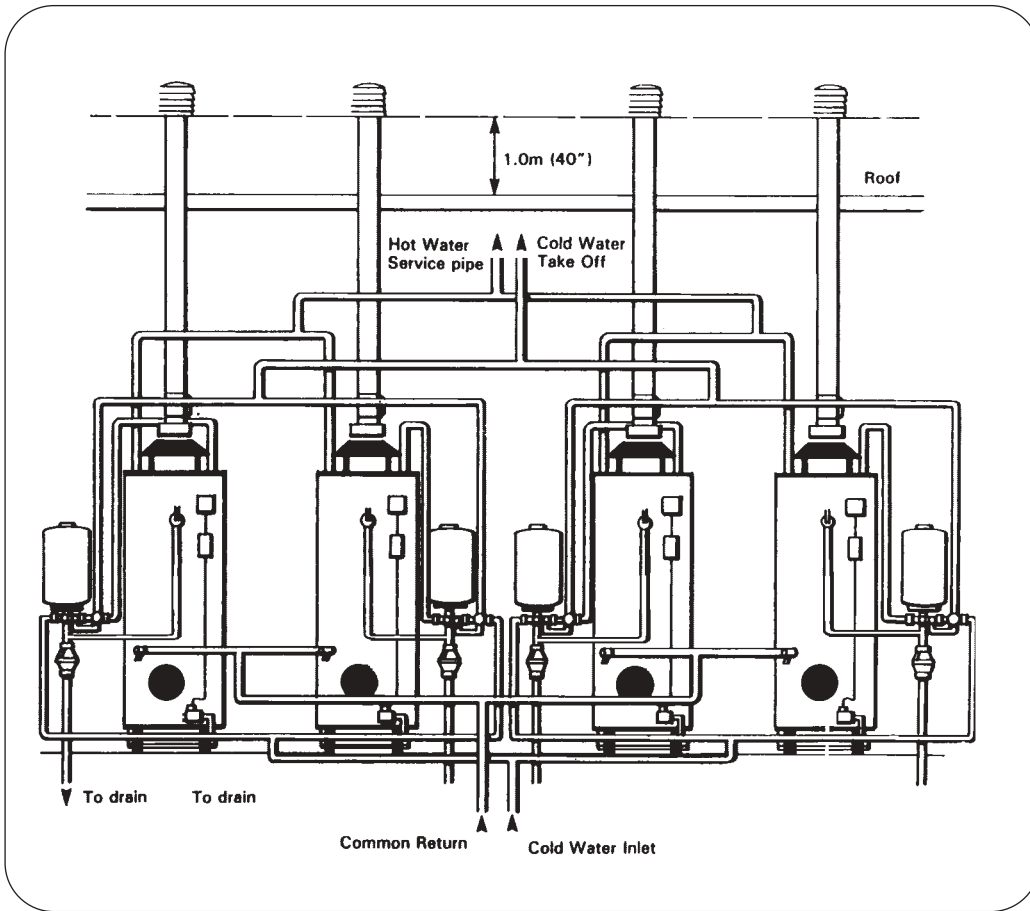 1.0m (40")
Roof
Hot Water
Service pipe
Cold Water
Take Off
To drain
To drain
Common Return
Cold Water Inlet